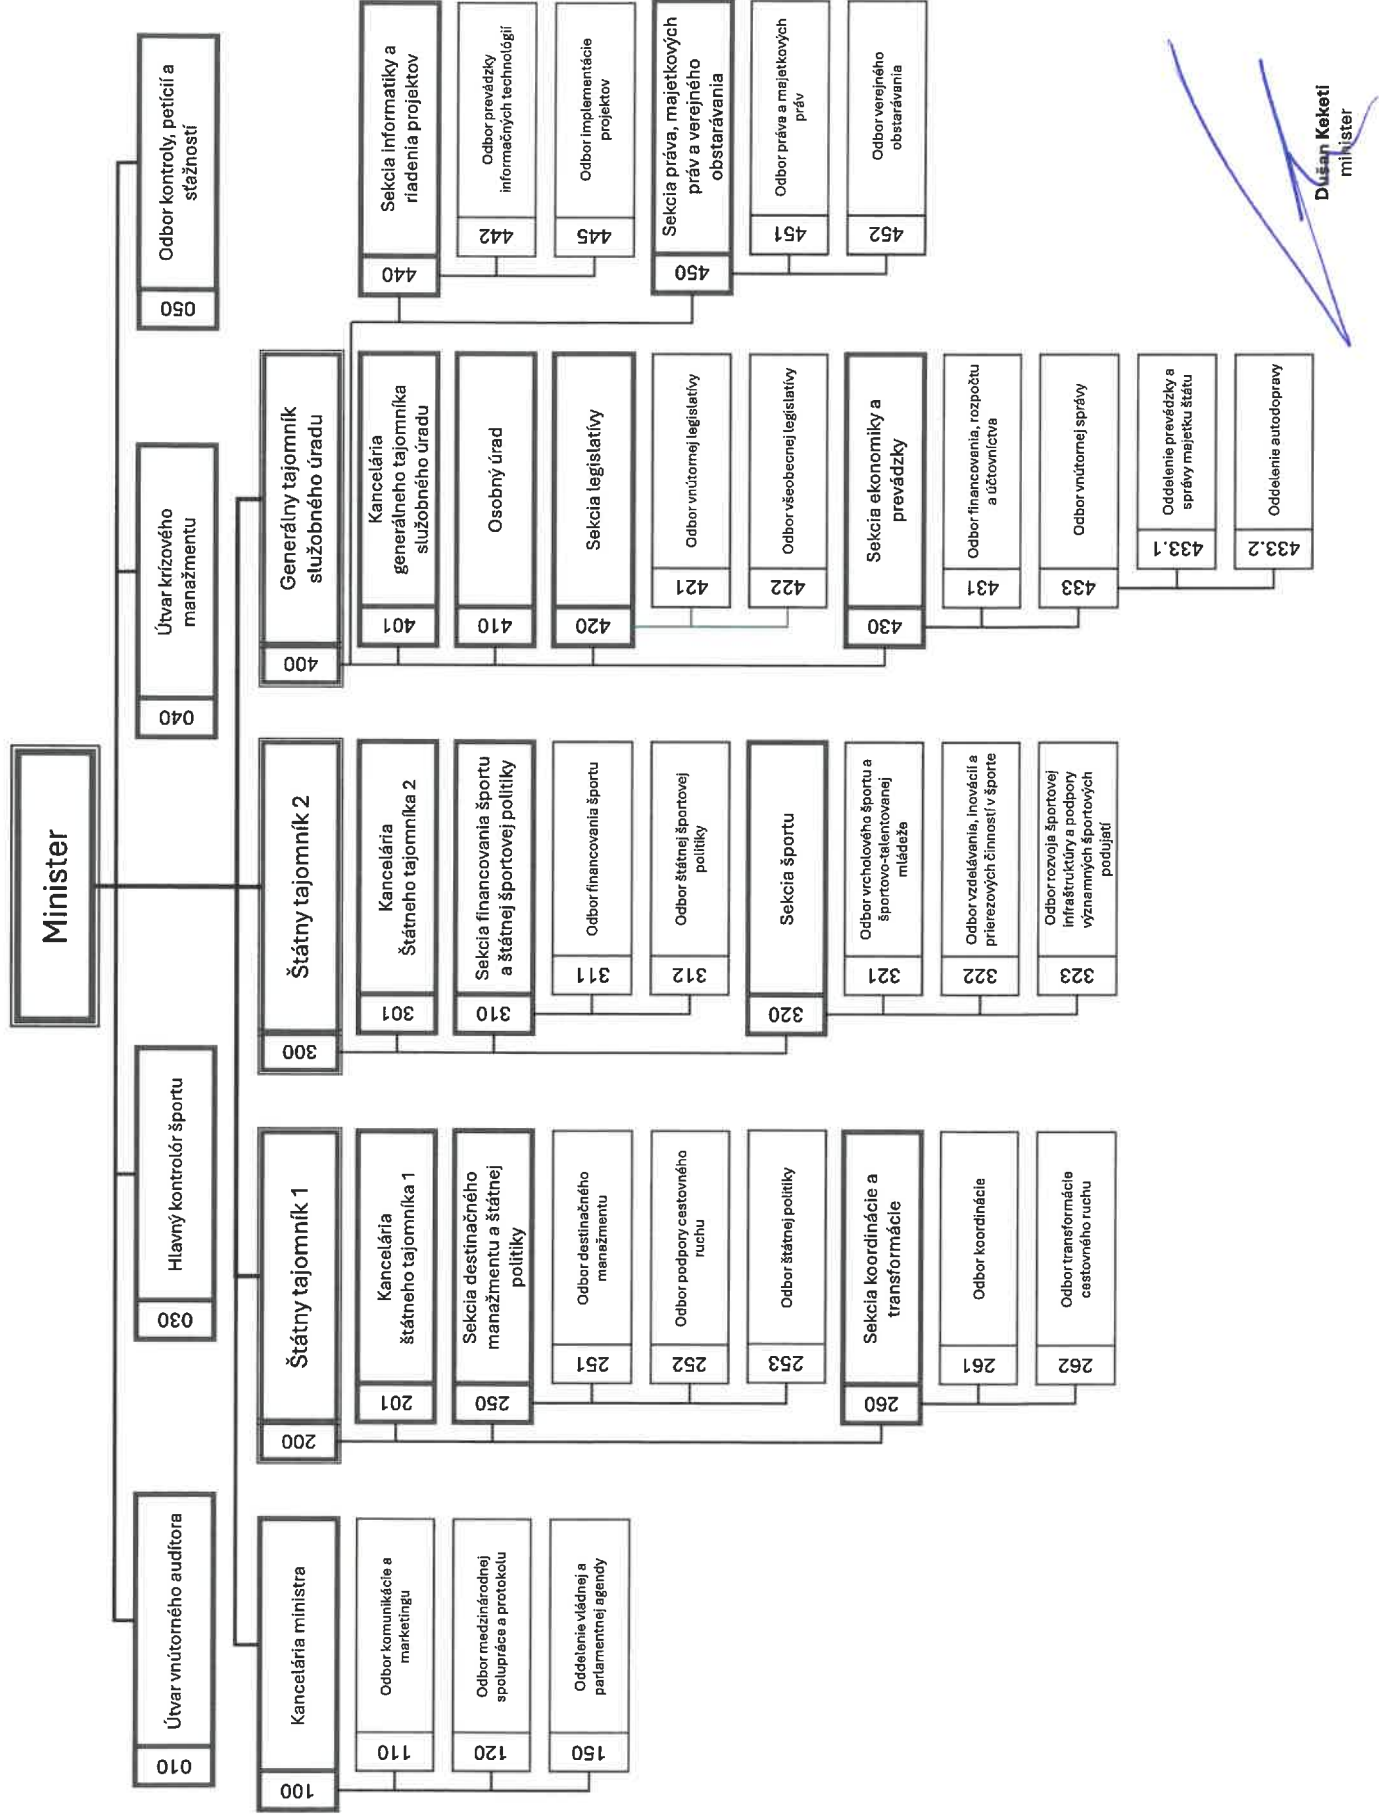 Minister
010
Útvar vnútorného audítora
030
Hlavný kontrolór športu
040
Útvar krízového
manažmentu
050
Odbor kontroly, petícií a
sťažností
100
Kancelária ministra
110
Odbor komunikácie a
marketingu
120
Odbor medzinárodnej
spolupráce a protokolu
150
Oddelenie vládnej a
parlamentnej agendy
200
Štátny tajomník 1
201
Kancelária
štátneho tajomníka 1
250
Sekcia destinačného
manažmentu a štátnej
politiky
251
Odbor destinačného
manažmentu
252
Odbor podpory cestovného
ruchu
253
Odbor štátnej politiky
260
Sekcia koordinácie a
transformácie
261
Odbor koordinácie
262
Odbor transformácie
cestovného ruchu
300
Štátny tajomník 2
301
Kancelária
Štátneho tajomníka 2
310
Sekcia financovania športu
a štátnej športovej politiky
311
Odbor financovania športu
312
Odbor štátnej športovej
politiky
320
Sekcia športu
321
Odbor vrcholového športu a
športovo-talentovanej
mládeže
322
Odbor vzdelávania, inovácií a
prierezových činností v športe
323
Odbor rozvoja športovej
infraštruktúry a podpory
významných športových
podujatí
400
Generálny tajomník
služobného úradu
401
Kancelária
generálneho tajomníka
služobného úradu
410
Osobný úrad
420
Sekcia legislatívy
421
Odbor vnútornej legislatívy
422
Odbor všeobecnej legislatívy
430
Sekcia ekonomiky a
prevádzky
431
Odbor financovania, rozpočtu
a účtovníctva
433
Odbor vnútornej správy
433.1
Oddelenie prevádzky a
správy majetku štátu
433.2
Oddelenie autodopravy
440
Sekcia informatiky a
riadenia projektov
442
Odbor prevádzky
informačných technológií
445
Odbor implementácie
projektov
450
Sekcia práva, majetkových
práv a verejného
obstarávania
451
Odbor práva a majetkových
práv
452
Odbor verejného
obstarávania
Dušan Keketi
minister